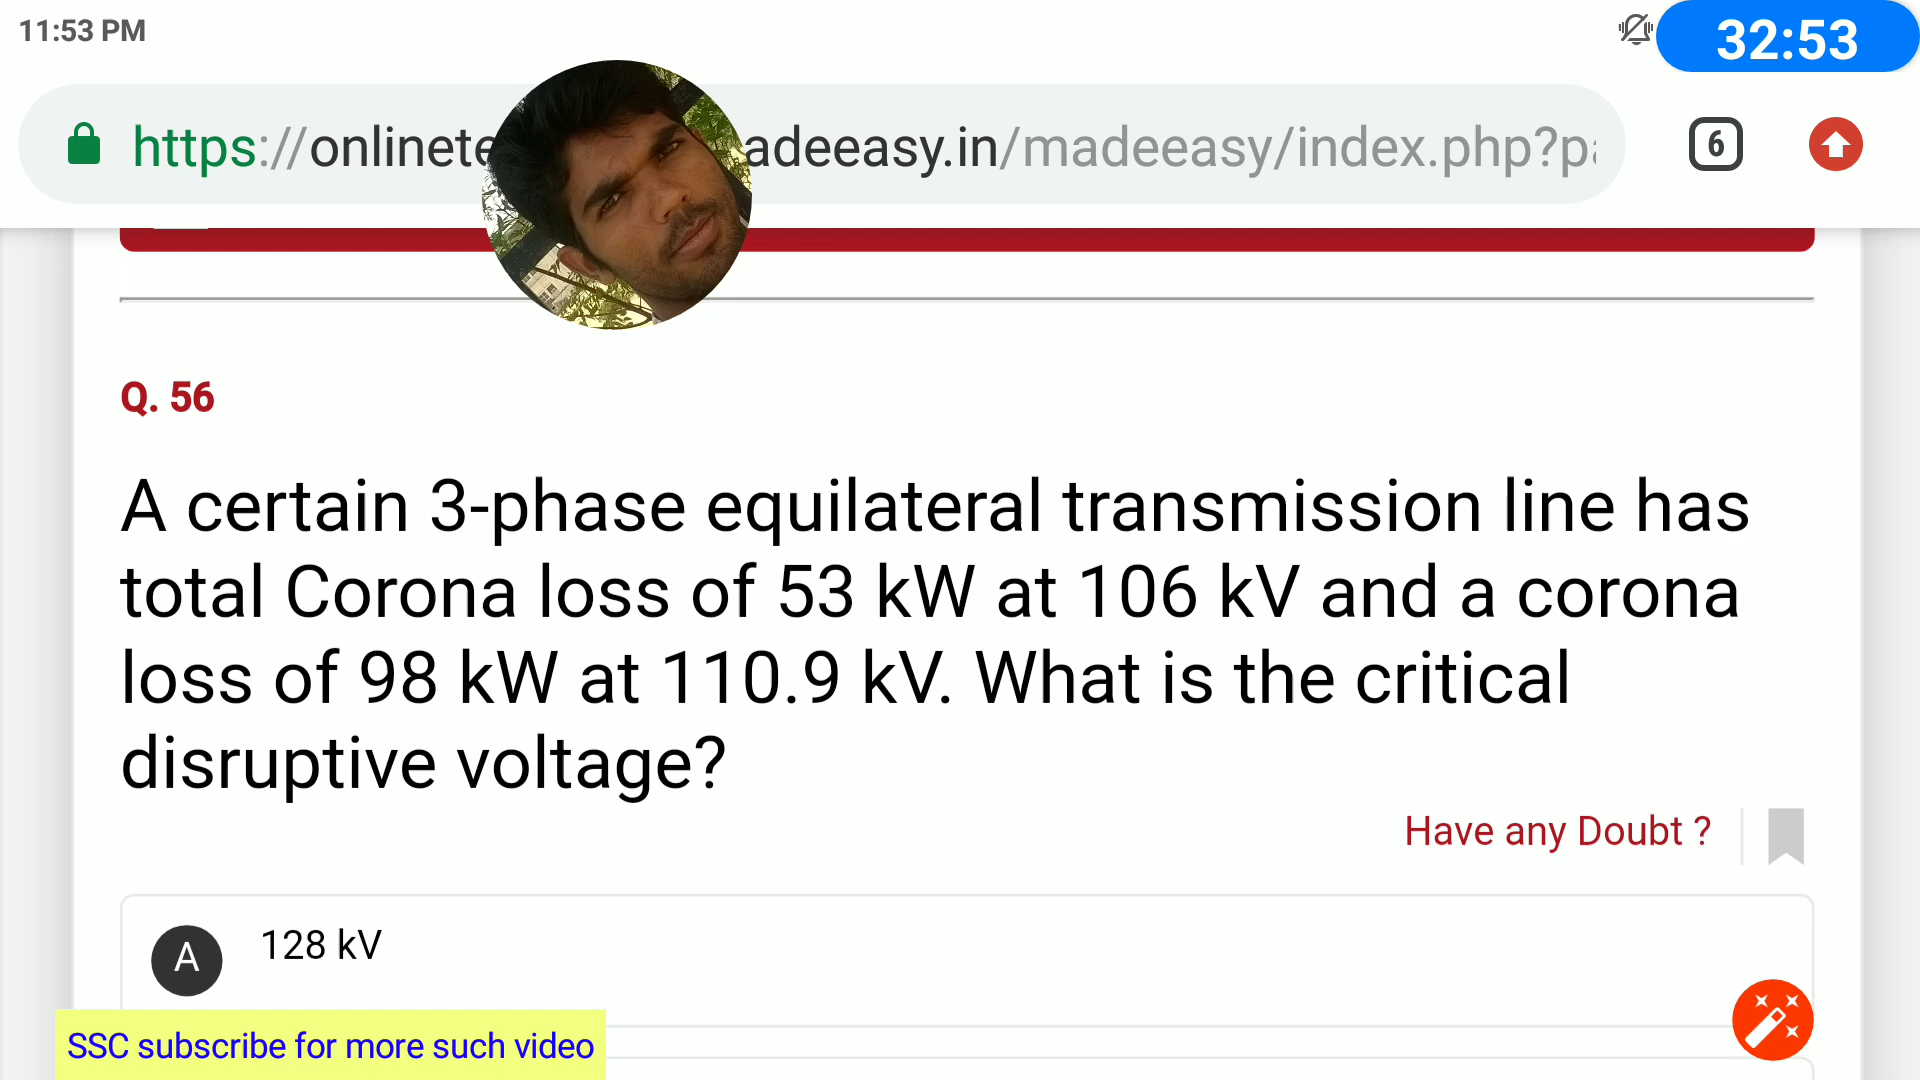 11:53 PM
32:53
https://onlinete adeeasy.in/madeeasy/index.php?pa
6
Q. 56
A certain 3-phase equilateral transmission line has
total Corona loss of 53 kW at 106 kV and a corona
loss of 98 kW at 110.9 kV. What is the critical
disruptive voltage?
Have any Doubt ?
A
128 kV
SSC subscribe for more such video